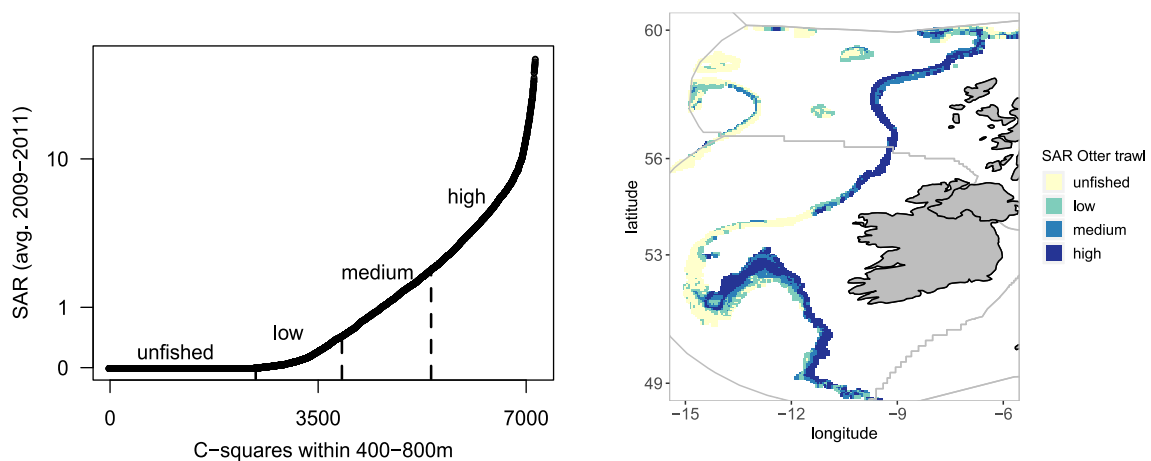 SAR (avg. 2009−2011)
10
1
0
unfished
low
medium
high
0
3500
7000
C−squares within 400−800m
latitude
60
56
53
49
−15
−12
−9
−6
longitude
SAR Otter trawl
unfished
low
medium
high